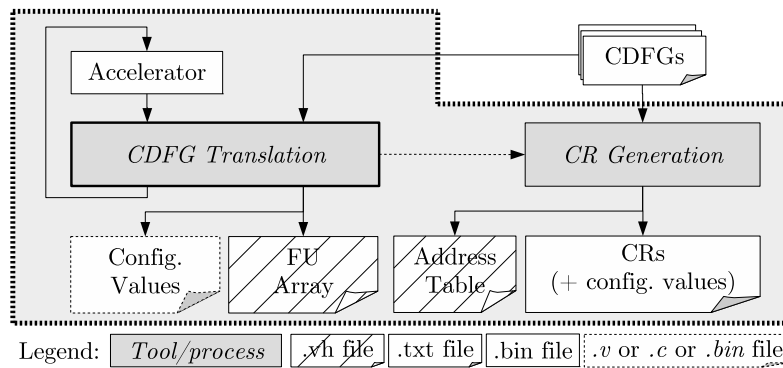 CDFGs
Accelerator
CDFG Translation
CR Generation
Config.
Values
FU
Array
Address
Table
CRs
(+ config. values)
Legend:
Tool/process
.vh file
.txt file
.bin file
.v or .c or .bin file